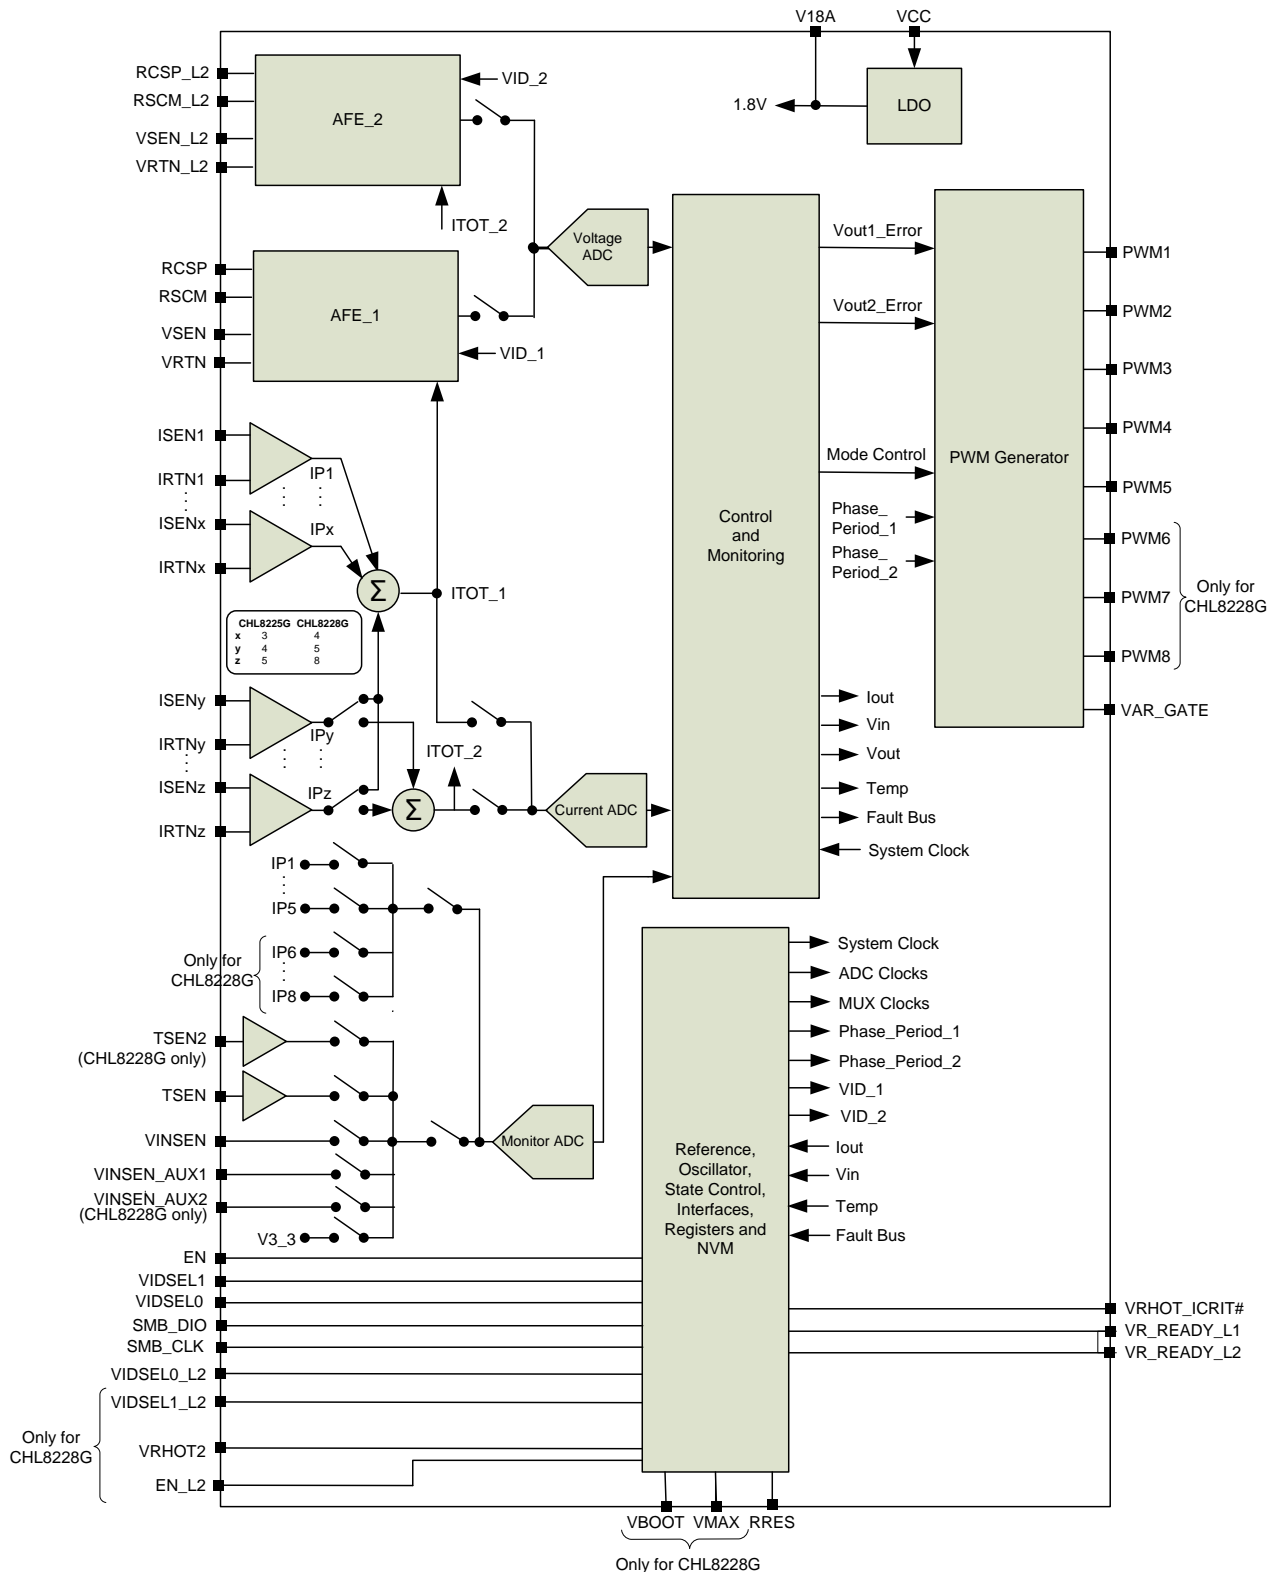 V18A
VCC
RCSP_L2
RSCM_L2
VSEN_L2
VRTN_L2
AFE_2
VID_2
ITOT_2
1.8V
LDO
Voltage
ADC
RCSP
RSCM
VSEN
VRTN
AFE_1
VID_1
Vout1_Error
Vout2_Error
Mode Control
Phase_
Period_1
Phase_
Period_2
Control
and
Monitoring
PWM Generator
PWM1
PWM2
PWM3
PWM4
PWM5
PWM6
PWM7
PWM8
Only for
CHL8228G
VAR_GATE
ISEN1
IRTN1
ISENx
IRTNx
IP1
IPx
Σ
ITOT_1
CHL8225G CHL8228G
x 3 4
y 4 5
z 5 8
ISENy
IRTNy
ISENz
IRTNz
IPy
IPz
ITOT_2
Σ
Current ADC
Iout
Vin
Vout
Temp
Fault Bus
System Clock
IP1
IP5
IP6
IP8
Only for
CHL8228G
TSEN2
(CHL8228G only)
TSEN
VINSEN
VINSEN_AUX1
VINSEN_AUX2
(CHL8228G only)
V3_3
Monitor ADC
Reference,
Oscillator,
State Control,
Interfaces,
Registers and
NVM
System Clock
ADC Clocks
MUX Clocks
Phase_Period_1
Phase_Period_2
VID_1
VID_2
Iout
Vin
Temp
Fault Bus
EN
VIDSEL1
VIDSEL0
SMB_DIO
SMB_CLK
VIDSEL0_L2
VIDSEL1_L2
VRHOT2
EN_L2
Only for
CHL8228G
VRHOT_ICRIT#
VR_READY_L1
VR_READY_L2
VBOOT VMAX RRES
Only for CHL8228G